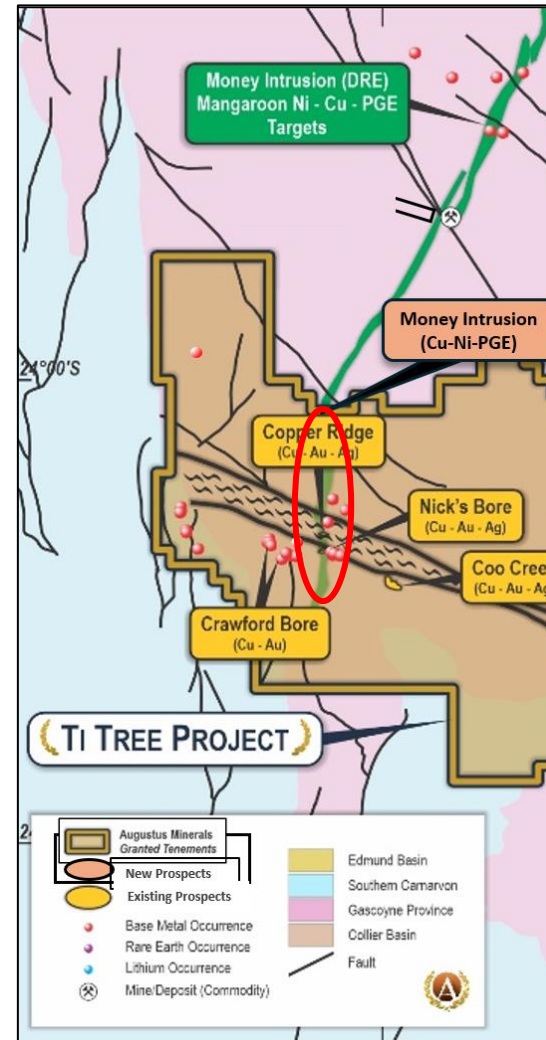 Money Intrusion (DRE)
Mangaroon Ni - Cu - PGE
Targets
24°00'S
Money Intrusion
(Cu-Ni-PGE)
Copper Ridge
(Cu - Au - Ag)
Nick's Bore
(Cu - Au - Ag)
Coo Cree
(Cu - Au - Ag
Crawford Bore
(Cu - Au)
TI TREE PROJECT
24
Augustus Minerals
Granted Tenements
New Prospects
Existing Prospects
Base Metal Occurrence
Rare Earth Occurrence
Lithium Occurrence
Mine/Deposit (Commodity)
Edmund Basin
Southern Carnarvon
Gascoyne Province
Collier Basin
Fault
A